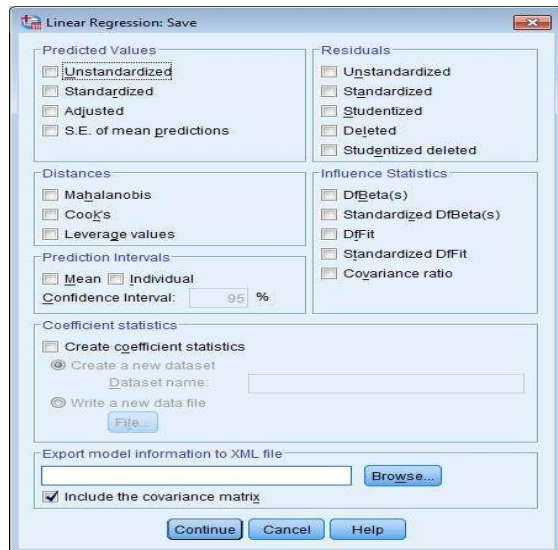 Linear Regression: Save
Predicted Values
Unstandardized
Standardized
Adjusted
S.E. of mean predictions
Residuals
Unstandardized
Standardized
Studentized
Deleted
Studentized deleted
Distances
Mahalanobis
Cook's
Leverage values
Influence Statistics
DfBeta(s)
Standardized DfBeta(s)
DfFit
Standardized DfFit
Covariance ratio
Prediction Intervals
Mean Individual
Confidence Interval: 95 %
Coefficient statistics
Create coefficient statistics
Create a new dataset
Dataset name:
Write a new data file
File...
Export model information to XML file
Browse...
Include the covariance matrix
Continue Cancel Help